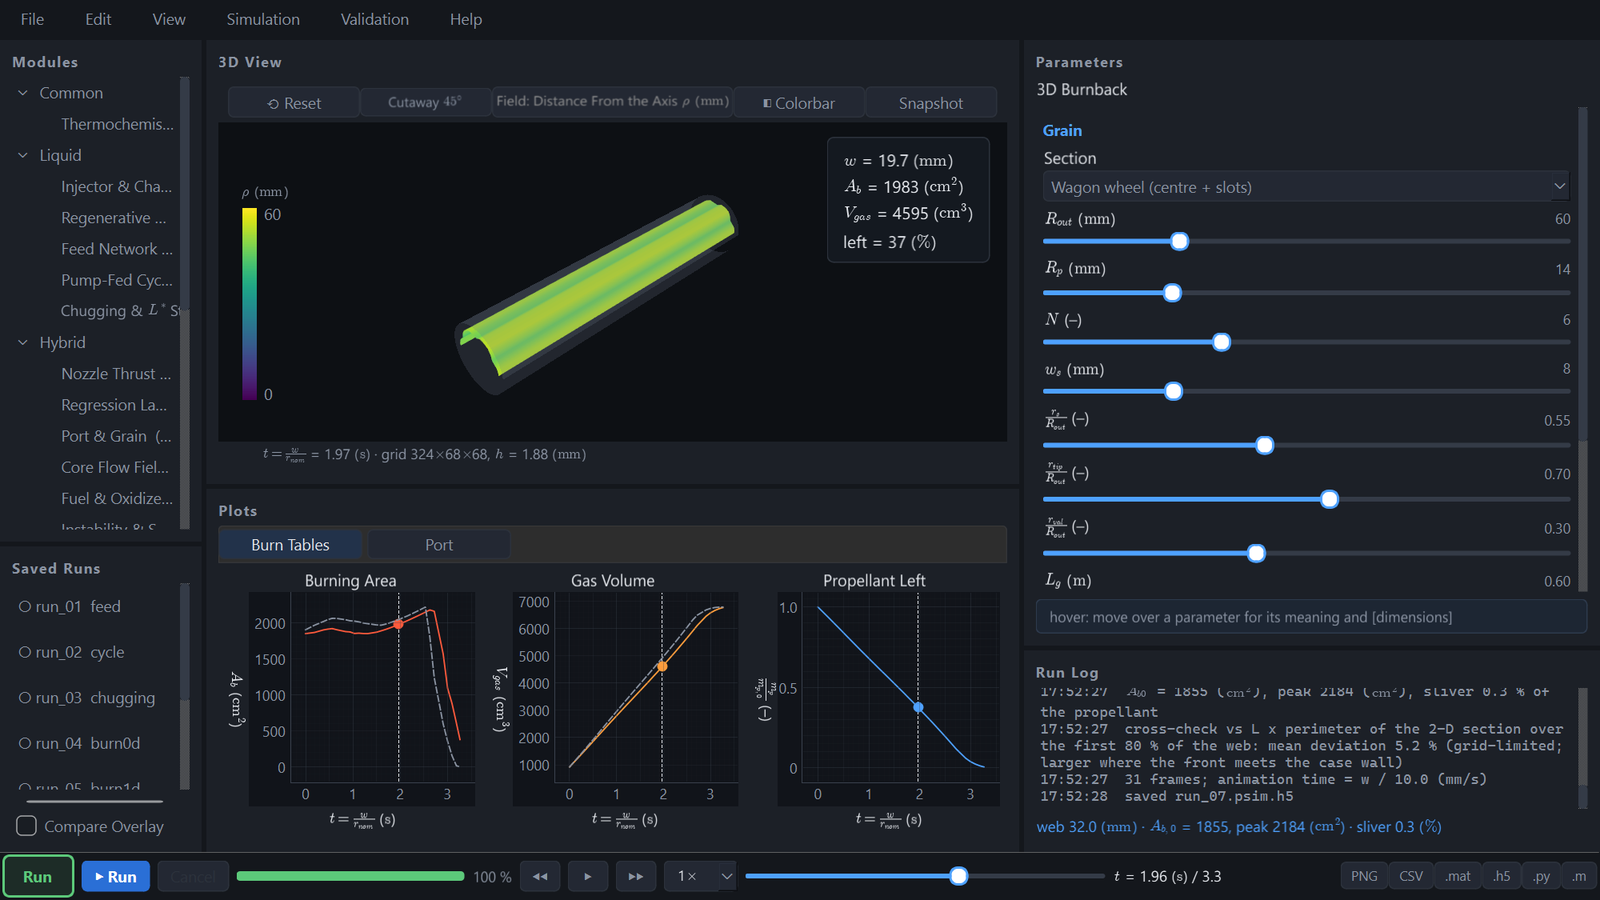 File Edit View Simulation Validation Help
Modules
Common
Thermochemis...
Liquid
Injector & Cha...
Regenerative ...
Feed Network ...
Pump-Fed Cyc...
Chugging & L* S
Hybrid
Nozzle Thrust ...
Regression La...
Port & Grain (...
Core Flow Fiel...
Fuel & Oxidize...
Instability & S
Saved Runs
run_01 feed
run_02 cycle
run_03 chugging
run_04 burn0d
run_05 burn1d
Compare Overlay
3D View
⟲ Reset Cutaway 45° Field: Distance From the Axis ρ (mm) Colorbar Snapshot
ρ (mm)
60
0
w = 19.7 (mm)
A_b = 1983 (cm²)
V_gas = 4595 (cm³)
left = 37 (%)
t = w/r_nom = 1.97 (s) · grid 324×68×68, h = 1.88 (mm)
Plots
Burn Tables Port
Burning Area
A_b (cm²)
2000
1500
1000
500
0
0 1 2 3
t = w/r_nom (s)
Gas Volume
V_gas (cm³)
7000
6000
5000
4000
3000
2000
1000
0 1 2 3
t = w/r_nom (s)
Propellant Left
1.0
0.5
0
0 1 2 3
t = w/r_nom (s)
Parameters
3D Burnback
Grain
Section
Wagon wheel (centre + slots)
R_out (mm) 60
R_p (mm) 14
N (–) 6
w_s (mm) 8
r_s/R_out (–) 0.55
r_tip/R_out (–) 0.70
r_val/R_out (–) 0.30
L_g (m) 0.60
hover: move over a parameter for its meaning and [dimensions]
Run Log
17:52:27 A_b0 = 1855 (cm²), peak 2184 (cm²), sliver 0.3 % of
the propellant
17:52:27 cross-check vs L x perimeter of the 2-D section over
the first 80 % of the web: mean deviation 5.2 % (grid-limited;
larger where the front meets the case wall)
17:52:27 31 frames; animation time = w / 10.0 (mm/s)
17:52:28 saved run_07.psim.h5
web 32.0 (mm) · A_b,0 = 1855, peak 2184 (cm²) · sliver 0.3 (%)
Run ▸ Run Cancel 100 % 1× t = 1.96 (s) / 3.3 PNG CSV .mat .h5 .py .m